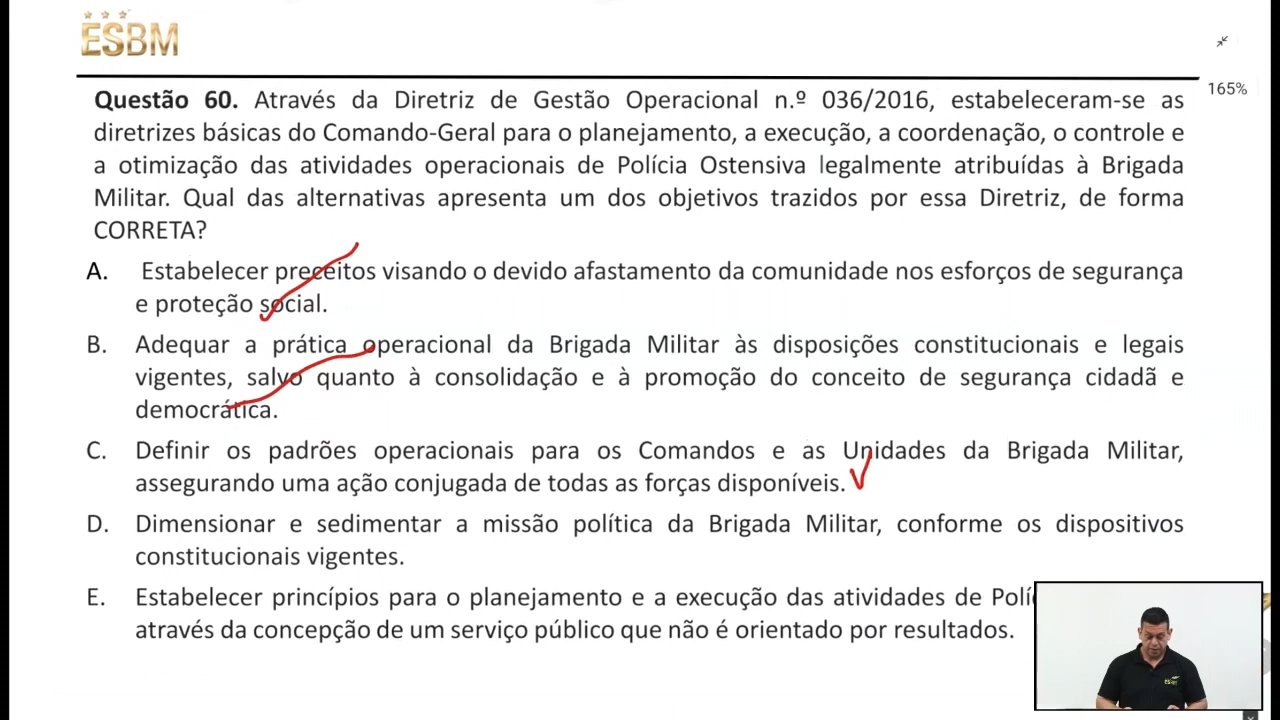 ESBM
165%
Questão 60. Através da Diretriz de Gestão Operacional n.º 036/2016, estabeleceram-se as
diretrizes básicas do Comando-Geral para o planejamento, a execução, a coordenação, o controle e
a otimização das atividades operacionais de Polícia Ostensiva legalmente atribuídas à Brigada
Militar. Qual das alternativas apresenta um dos objetivos trazidos por essa Diretriz, de forma
CORRETA?
A. Estabelecer preceitos visando o devido afastamento da comunidade nos esforços de segurança
e proteção social.
B. Adequar a prática operacional da Brigada Militar às disposições constitucionais e legais
vigentes, salvo quanto à consolidação e à promoção do conceito de segurança cidadã e
democrática.
C. Definir os padrões operacionais para os Comandos e as Unidades da Brigada Militar,
assegurando uma ação conjugada de todas as forças disponíveis.
D. Dimensionar e sedimentar a missão política da Brigada Militar, conforme os dispositivos
constitucionais vigentes.
E. Estabelecer princípios para o planejamento e a execução das atividades de
através da concepção de um serviço público que não é orientado por resultados.